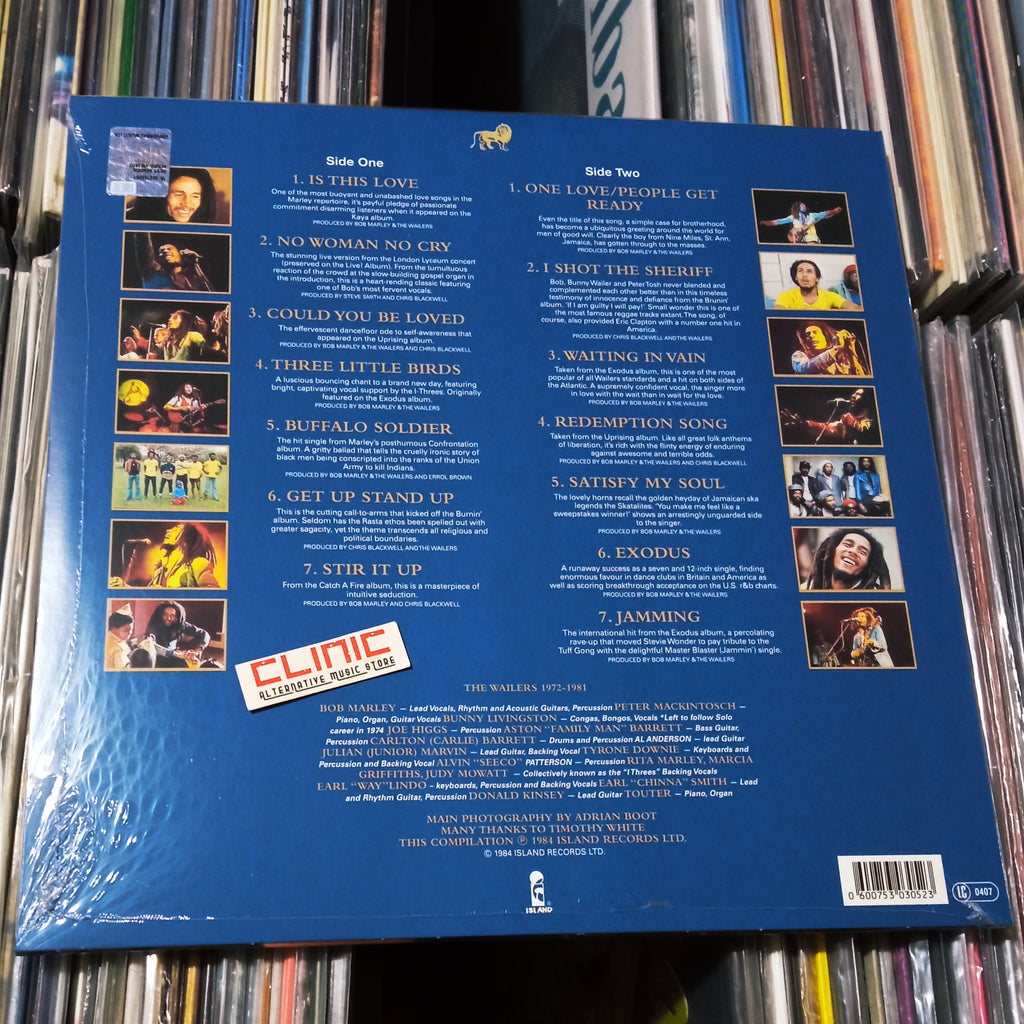 Side One
1. IS THIS LOVE
One of the most buoyant and unabashed love songs in the
Marley repertoire, it's payful pledge of passionate
commitment disarming listeners when it appeared on the
Kaya album.
PRODUCED BY BOB MARLEY & THE WAILERS
2. NO WOMAN NO CRY
The stunning live version from the London Lyceum concert
(preserved on the Live! Album). From the tumultuous
reaction of the crowd at the slow-building gospel organ in
the introduction, this is a heart-rending classic featuring
one of Bob's most fervent vocals.
PRODUCED BY STEVE SMITH AND CHRIS BLACKWELL
3. COULD YOU BE LOVED
The effervescent dancefloor ode to self-awareness that
appeared on the Uprising album.
PRODUCED BY BOB MARLEY & THE WAILERS AND CHRIS BLACKWELL
4. THREE LITTLE BIRDS
A luscious bouncing chant to a brand new day, featuring
bright, captivating vocal support by the I-Threes. Originally
featured on the Exodus album.
PRODUCED BY BOB MARLEY & THE WAILERS
5. BUFFALO SOLDIER
The hit single from Marley's posthumous Confrontation
album. A gritty ballad that tells the cruelly ironic story of
black men being conscripted into the ranks of the Union
Army to kill Indians.
PRODUCED BY BOB MARLEY & THE WAILERS AND ERROL BROWN
6. GET UP STAND UP
This is the cutting call-to-arms that kicked off the Burnin'
album. Seldom has the Rasta ethos been spelled out with
greater sagacity, yet the theme transcends all religious and
political boundaries.
PRODUCED BY CHRIS BLACKWELL AND THE WAILERS
7. STIR IT UP
From the Catch A Fire album, this is a masterpiece of
intuitive seduction.
PRODUCED BY BOB MARLEY AND CHRIS BLACKWELL
Side Two
1. ONE LOVE/PEOPLE GET
READY
Even the title of this song, a simple case for brotherhood,
has become a ubiquitous greeting around the world for
men of good will. Clearly the boy from Nine Miles, St. Ann,
Jamaica, has gotten through to the masses.
PRODUCED BY BOB MARLEY & THE WAILERS
2. I SHOT THE SHERIFF
Bob, Bunny Wailer and Peter Tosh never blended and
complemented each other better than in this timeless
testimony of innocence and defiance from the Brunin'
album. 'If I am guilty I will pay!'. Small wonder this is one of
the most famous reggae tracks extant. The song, of
course, also provided Eric Clapton with a number one hit in
America.
PRODUCED BY CHRIS BLACKWELL AND THE WAILERS
3. WAITING IN VAIN
Taken from the Exodus album, this is one of the most
popular of all Wailers standards and a hit on both sides of
the Atlantic. A supremely confident vocal, the singer more
in love with the wait than in wait for the love.
PRODUCED BY BOB MARLEY & THE WAILERS
4. REDEMPTION SONG
Taken from the Uprising album. Like all great folk anthems
of liberation, it's rich with the flinty energy of enduring
against awesome and terrible odds.
PRODUCED BY BOB MARLEY & THE WAILERS AND CHRIS BLACKWELL
5. SATISFY MY SOUL
The lovely horns recall the golden heyday of Jamaican ska
legends the Skatalites. "You make me feel like a
sweepstakes winner!" shows an arrestingly unguarded side
to the singer.
PRODUCED BY BOB MARLEY & THE WAILERS
6. EXODUS
A runaway success as a seven and 12-inch single, finding
enormous favour in dance clubs in Britain and America as
well as scoring breakthrough acceptance on the U.S. r&b charts.
PRODUCED BY BOB MARLEY & THE WAILERS
7. JAMMING
The international hit from the Exodus album, a percolating
rave-up that moved Stevie Wonder to pay tribute to the
Tuff Gong with the delightful Master Blaster (Jammin') single.
PRODUCED BY BOB MARLEY & THE WAILERS
CLINIC
ALTERNATIVE MUSIC STORE
THE WAILERS 1972-1981
BOB MARLEY — Lead Vocals, Rhythm and Acoustic Guitars, Percussion PETER MACKINTOSCH —
Piano, Organ, Guitar Vocals BUNNY LIVINGSTON — Congas, Bongos, Vocals *Left to follow Solo
career in 1974 JOE HIGGS — Percussion ASTON "FAMILY MAN" BARRETT — Bass Guitar,
Percussion CARLTON (CARLIE) BARRETT — Drums and Percussion AL ANDERSON — lead Guitar
JULIAN (JUNIOR) MARVIN — Lead Guitar, Backing Vocal TYRONE DOWNIE — Keyboards and
Percussion and Backing Vocals ALVIN "SEECO" PATTERSON — Percussion RITA MARLEY, MARCIA
GRIFFITHS, JUDY MOWATT — Collectively known as the "IThrees" Backing Vocals
EARL "WAY" LINDO – keyboards, Percussion and Backing Vocals EARL "CHINNA" SMITH — Lead
and Rhythm Guitar, Percussion DONALD KINSEY — Lead Guitar TOUTER — Piano, Organ
MAIN PHOTOGRAPHY BY ADRIAN BOOT
MANY THANKS TO TIMOTHY WHITE
THIS COMPILATION ℗ 1984 ISLAND RECORDS LTD.
© 1984 ISLAND RECORDS LTD.
ISLAND
0 600753 030523
LC 0407